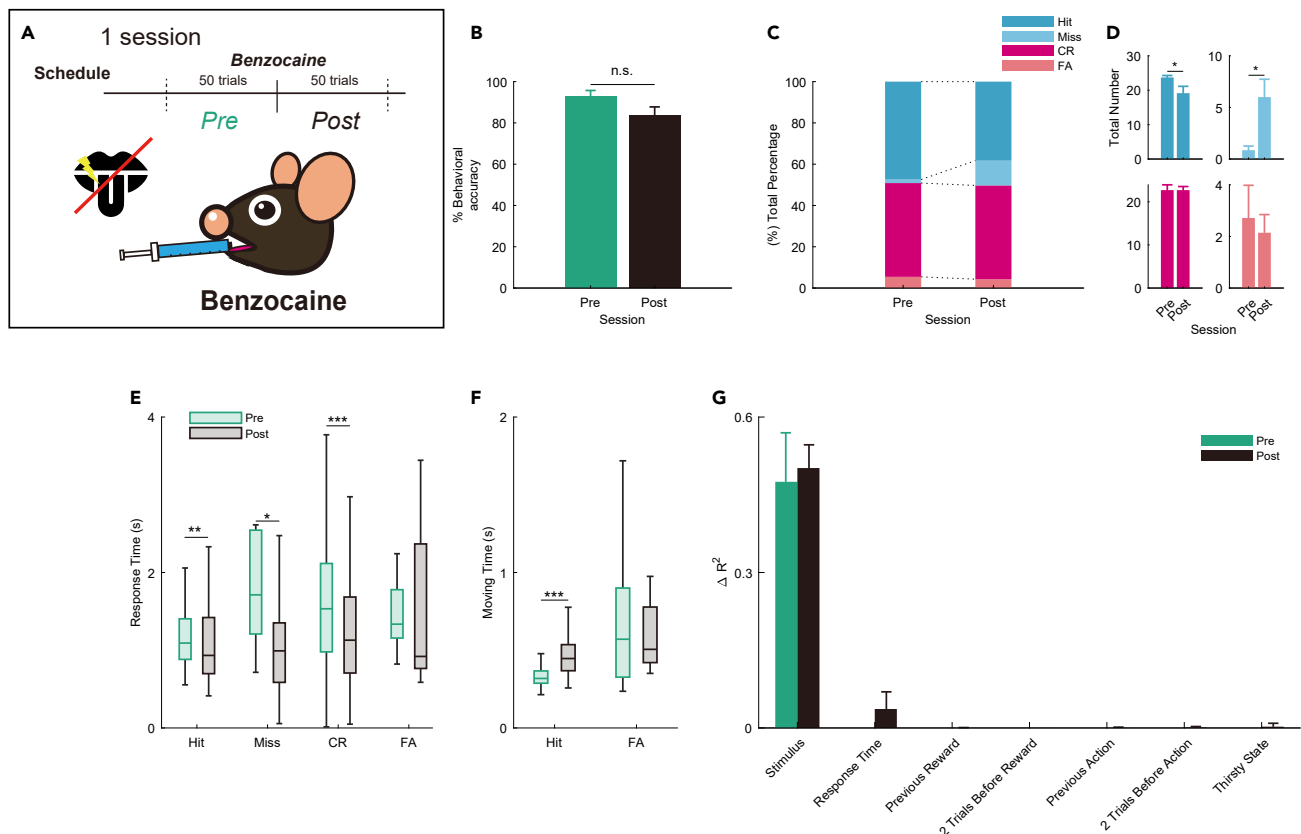 A
1 session
Schedule
Benzocaine
50 trials
50 trials
Pre
Post
Benzocaine
B
n.s.
100
80
60
40
20
0
% Behavioral
accuracy
Pre
Post
Session
C
Hit
Miss
CR
FA
100
80
60
40
20
0
(%) Total Percentage
Pre
Post
Session
D
Total Number
30
20
10
0
*
10
5
0
*
20
10
0
4
2
0
Pre
Post
Pre
Post
Session
E
Pre
Post
Response Time (s)
4
2
0
**
*
***
Hit
Miss
CR
FA
F
Moving Time (s)
2
1
0
***
Hit
FA
G
Δ R²
0.6
0.3
0
Pre
Post
Stimulus
Response Time
Previous Reward
2 Trials Before Reward
Previous Action
2 Trials Before Action
Thirsty State